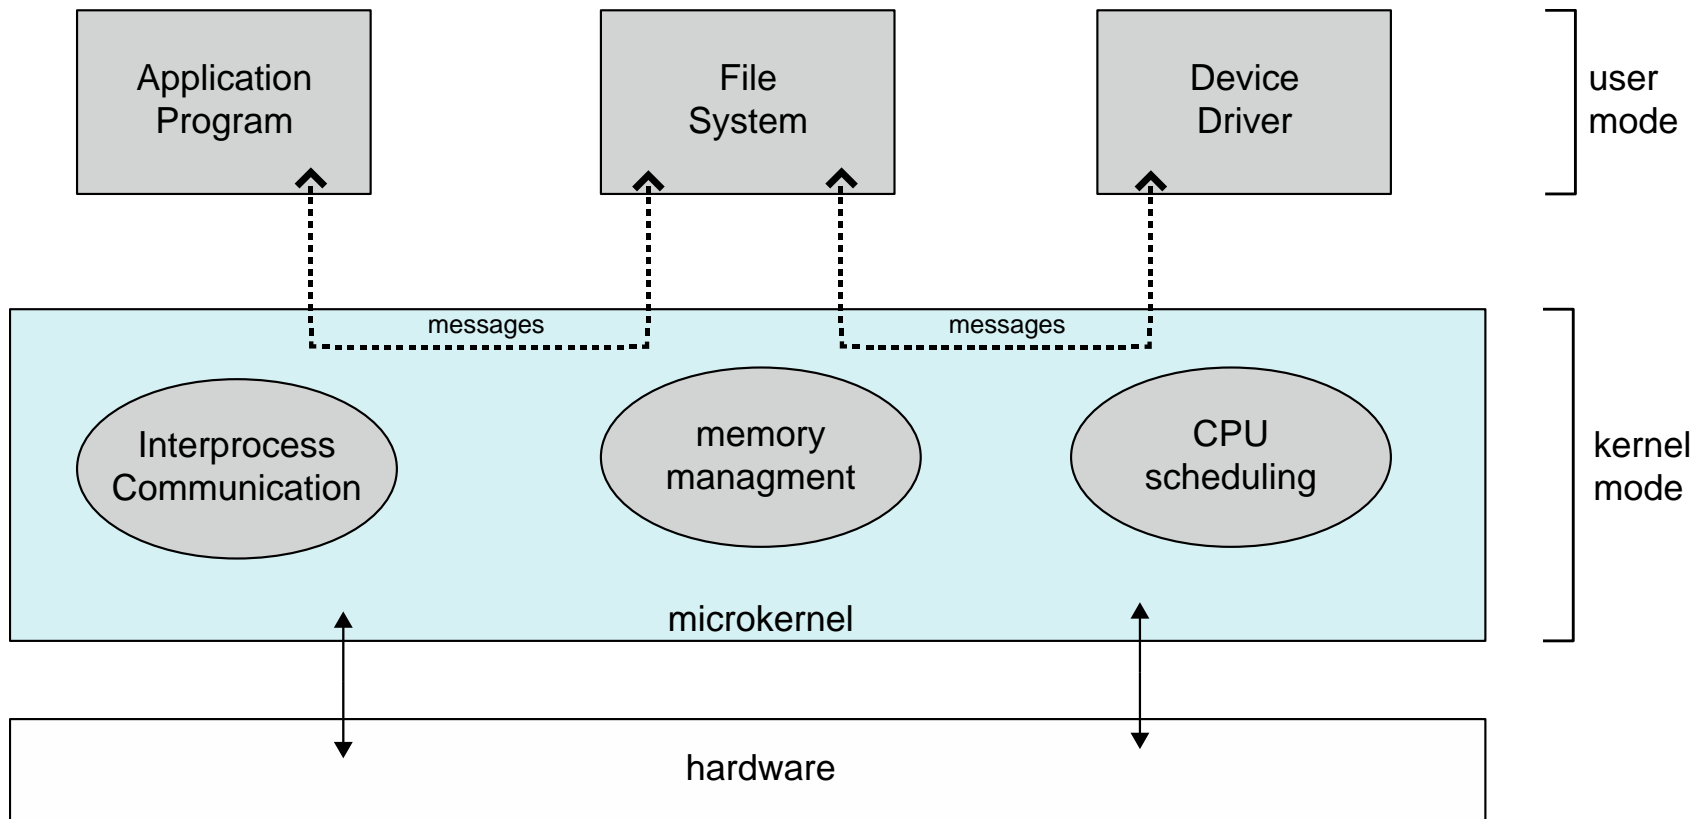 Application
Program
File
System
Device
Driver
user
mode
messages
messages
Interprocess
Communication
memory
managment
CPU
scheduling
kernel
mode
microkernel
hardware